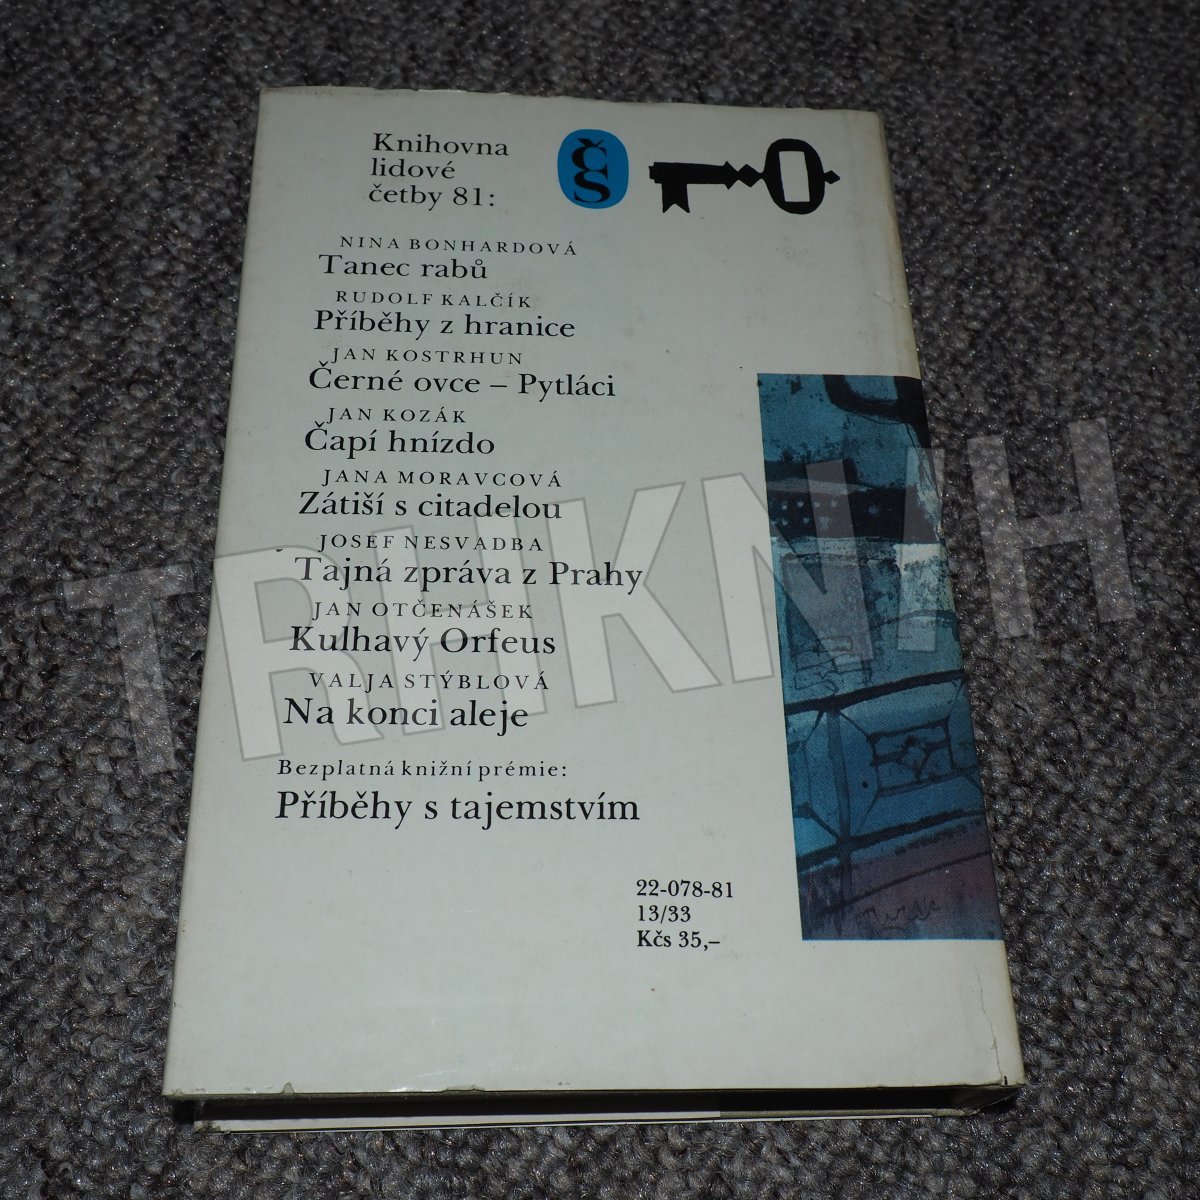 Knihovna
lidové
četby 81:
ČS
NINA BONHARDOVÁ
Tanec rabů
RUDOLF KALČÍK
Příběhy z hranice
JAN KOSTRHUN
Černé ovce – Pytláci
JAN KOZÁK
Čapí hnízdo
JANA MORAVCOVÁ
Zátiší s citadelou
JOSEF NESVADBA
Tajná zpráva z Prahy
JAN OTČENÁŠEK
Kulhavý Orfeus
VALJA STÝBLOVÁ
Na konci aleje
Bezplatná knižní prémie:
Příběhy s tajemstvím
22-078-81
13/33
Kčs 35,–
TRHKNIH